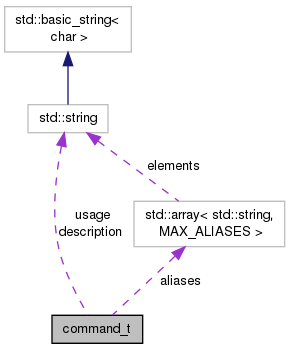 std::basic_string<
char >
std::string
elements
usage
description
std::array< std::string,
MAX_ALIASES >
aliases
command_t